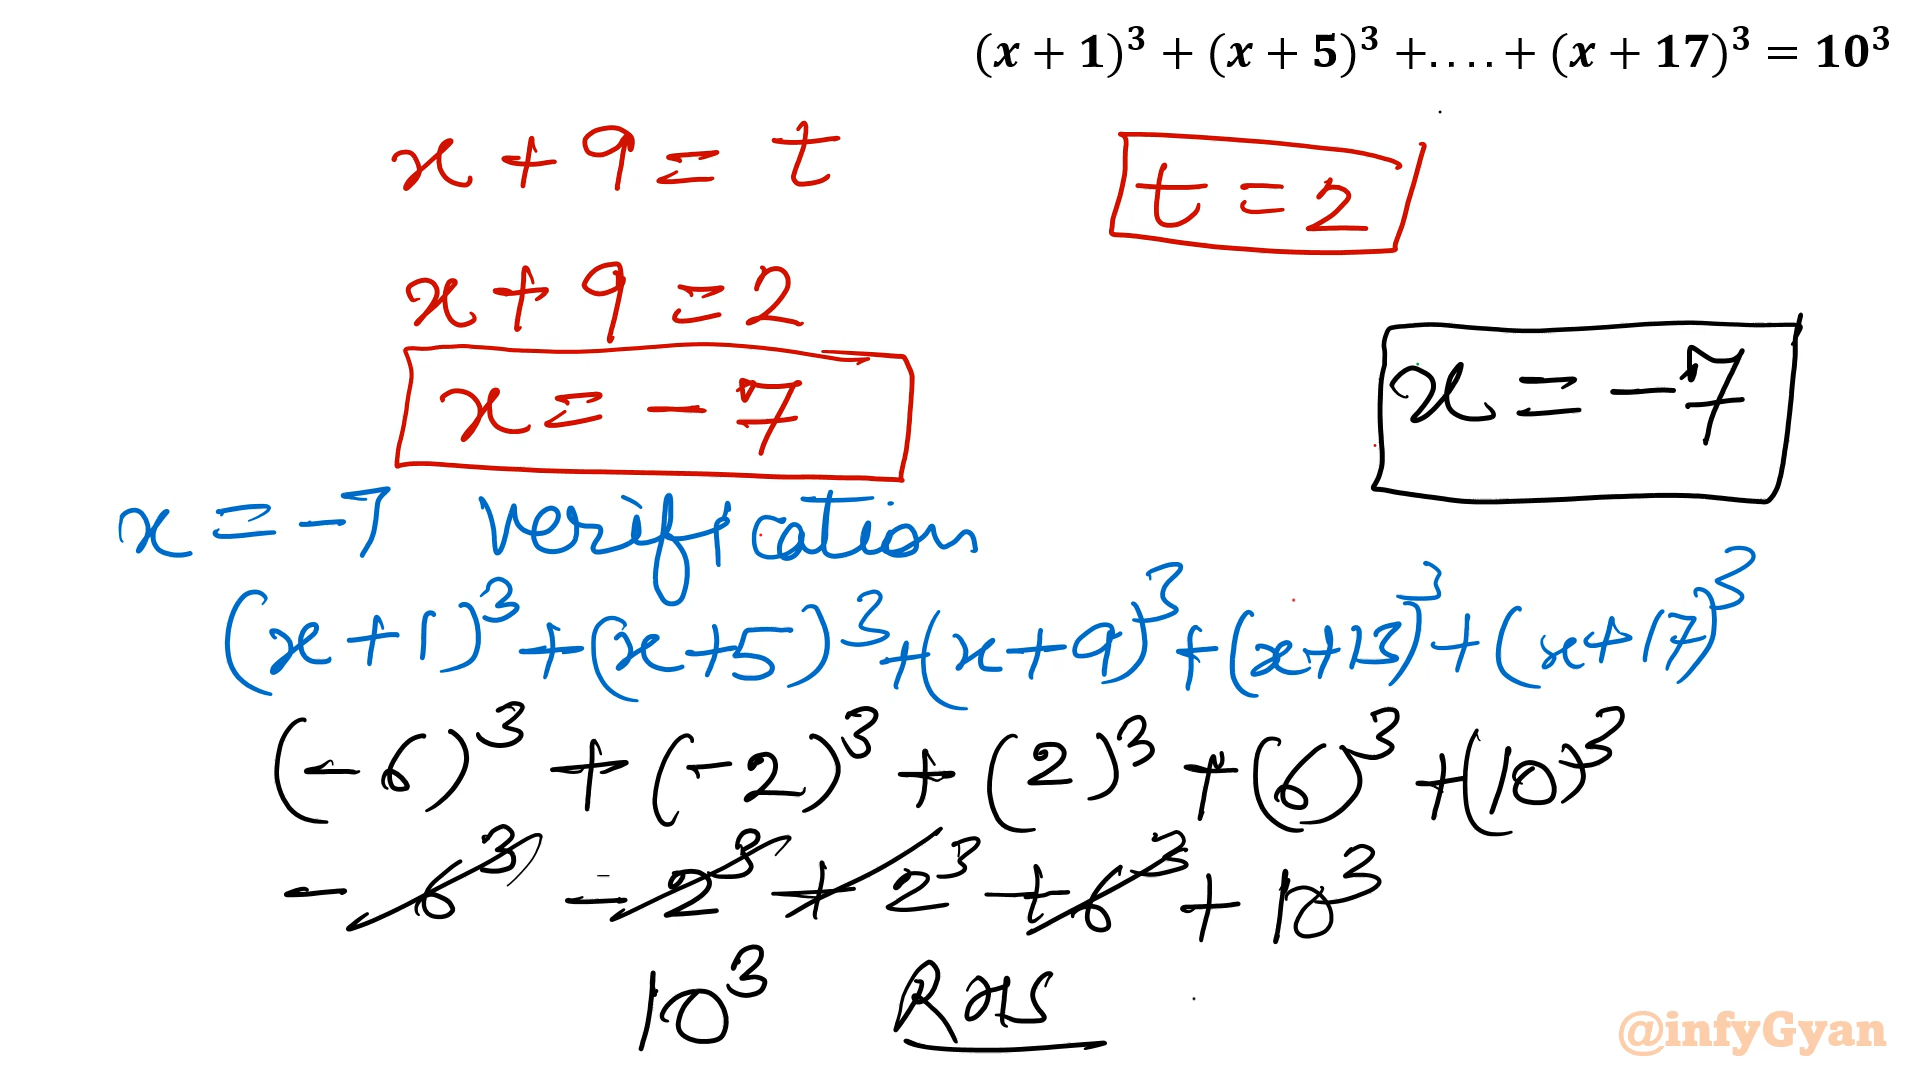 (x + 1)³ + (x + 5)³ +....+ (x + 17)³ = 10³
x + 9 = t
t = 2
x + 9 = 2
x = - 7
x = - 7
x = -7 verification
(x+1)³ + (x+5)³ + (x+9)³ + (x+13)³ + (x+17)³
(-6)³ + (-2)³ + (2)³ + (6)³ + (10)³
- 6³ - 2³ + 2³ + 6³ + 10³
10³ RHS
@infyGyan